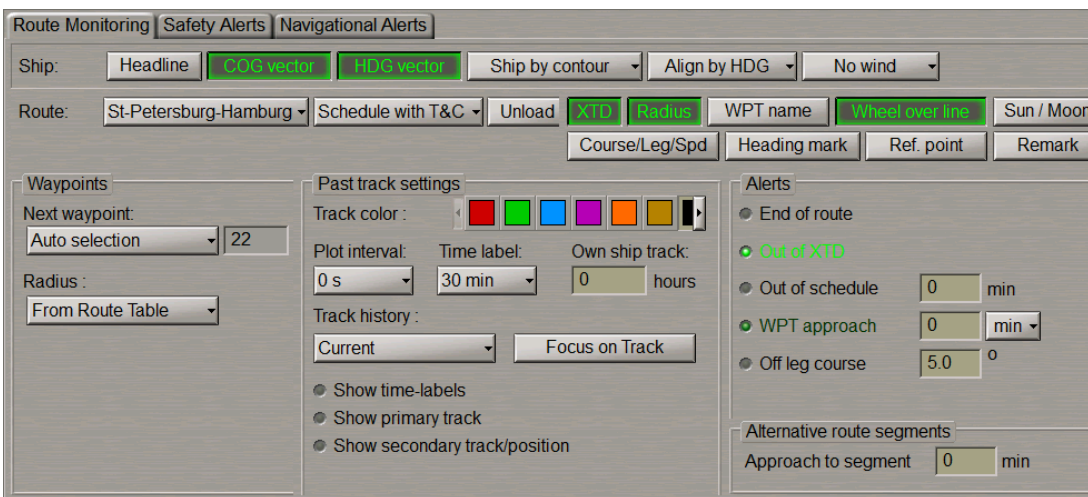 Route Monitoring Safety Alerts Navigational Alerts
Ship: Headline COG vector HDG vector Ship by contour Align by HDG No wind
Route: St-Petersburg-Hamburg Schedule with T&C Unload XTD Radius WPT name Wheel over line Sun / Moon
Course/Leg/Spd Heading mark Ref. point Remark
Waypoints
Next waypoint:
Auto selection 22
Radius :
From Route Table
Past track settings
Track color :
Plot interval: Time label: Own ship track:
0 s 30 min 0 hours
Track history :
Current Focus on Track
Show time-labels
Show primary track
Show secondary track/position
Alerts
End of route
Out of XTD
Out of schedule 0 min
WPT approach 0 min
Off leg course 5.0 °
Alternative route segments
Approach to segment 0 min